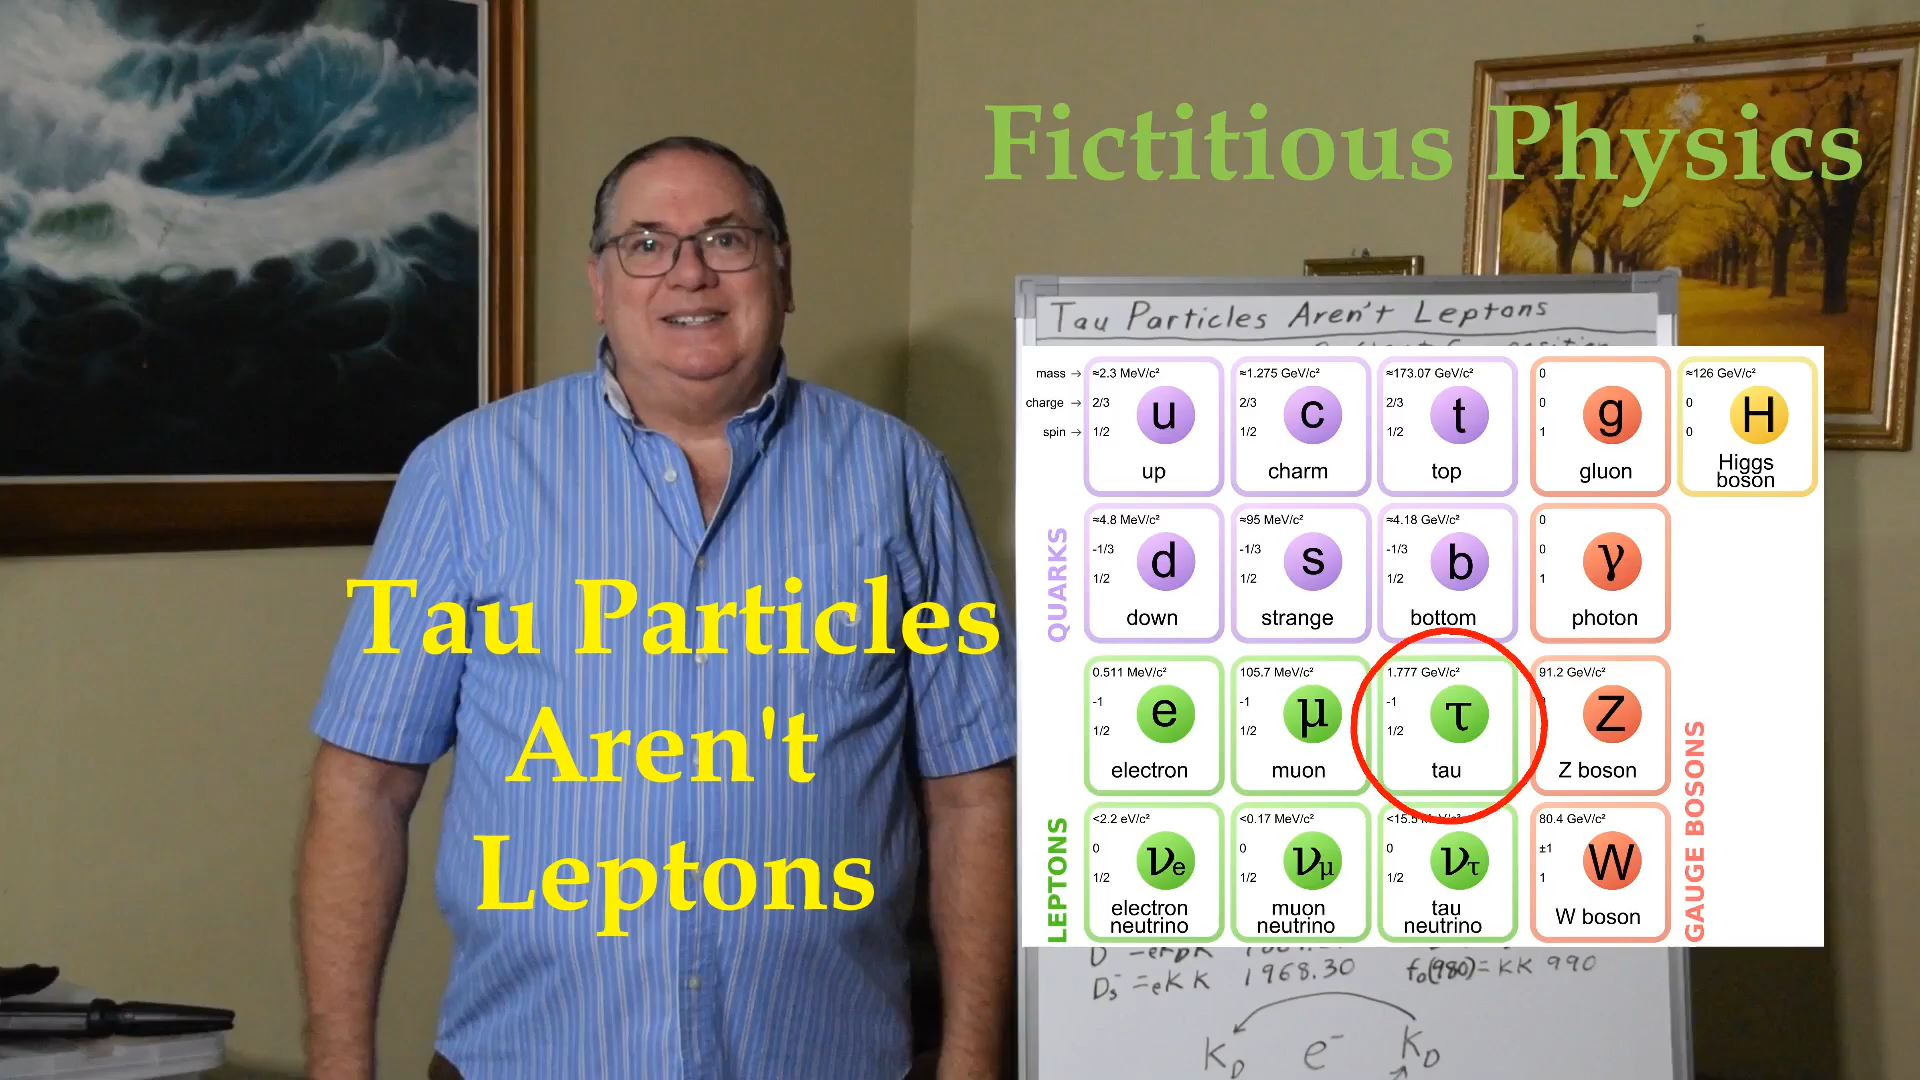 Fictitious Physics
Tau Particles Aren't Leptons
Tau Particles
Aren't
Leptons
mass → ≈2.3 MeV/c² ≈1.275 GeV/c² ≈173.07 GeV/c² 0 ≈126 GeV/c²
charge → 2/3 2/3 2/3 0 0
spin → 1/2 1/2 1/2 1 0
u c t g H
up charm top gluon Higgs
boson
QUARKS
≈4.8 MeV/c² ≈95 MeV/c² ≈4.18 GeV/c² 0
-1/3 -1/3 -1/3 0
1/2 1/2 1/2 1
d s b γ
down strange bottom photon
0.511 MeV/c² 105.7 MeV/c² 1.777 GeV/c² 91.2 GeV/c²
-1 -1 -1
1/2 1/2 1/2
e μ τ Z
electron muon tau Z boson
LEPTONS
<2.2 eV/c² <0.17 MeV/c² <15.5 MeV/c² 80.4 GeV/c²
0 0 0 ±1
1/2 1/2 1/2 1
νe νμ ντ W
electron muon tau W boson
neutrino neutrino neutrino
GAUGE BOSONS
Ds⁻ = eKK 1968.30 f₀(980) = KK 990
KD e⁻ KD